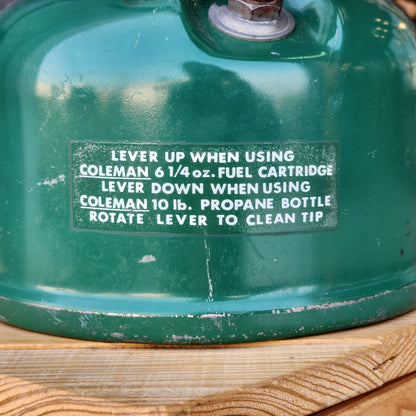 LEVER UP WHEN USING
COLEMAN 6 1/4 oz. FUEL CARTRIDGE
LEVER DOWN WHEN USING
COLEMAN 10 lb. PROPANE BOTTLE
ROTATE LEVER TO CLEAN TIP